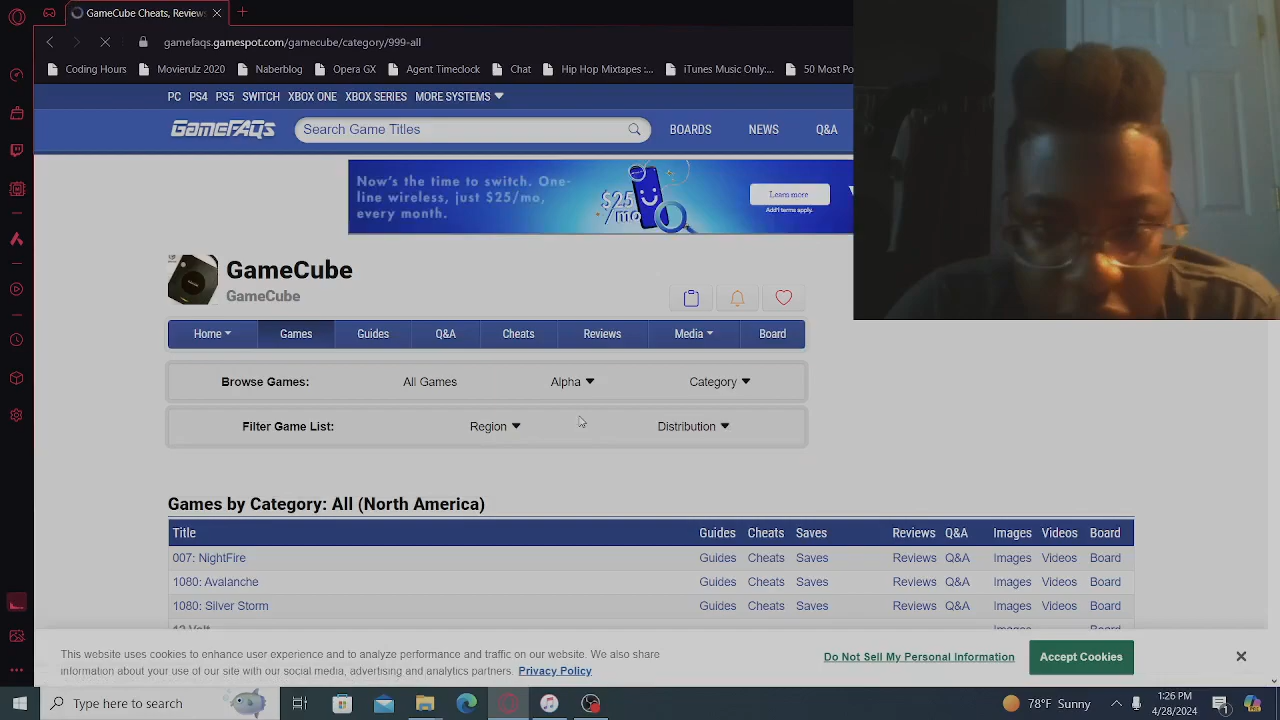 GameCube Cheats, Reviews
gamefaqs.gamespot.com/gamecube/category/999-all
Coding Hours Movierulz 2020 Naberblog Opera GX Agent Timeclock Chat Hip Hop Mixtapes :... iTunes Music Only:... 50 Most Po
PC PS4 PS5 SWITCH XBOX ONE XBOX SERIES MORE SYSTEMS
GameFAQs Search Game Titles BOARDS NEWS Q&A
Now's the time to switch. One-
line wireless, just $25/mo,
every month.
$25
/mo
Learn more
Addt'l terms apply.
GameCube
GameCube
Home Games Guides Q&A Cheats Reviews Media Board
Browse Games: All Games Alpha Category
Filter Game List: Region Distribution
Games by Category: All (North America)
Title Guides Cheats Saves Reviews Q&A Images Videos Board
007: NightFire Guides Cheats Saves Reviews Q&A Images Videos Board
1080: Avalanche Guides Cheats Saves Reviews Q&A Images Videos Board
1080: Silver Storm Guides Cheats Saves Reviews Q&A Images Videos Board
This website uses cookies to enhance user experience and to analyze performance and traffic on our website. We also share
information about your use of our site with our social media, advertising and analytics partners. Privacy Policy
Do Not Sell My Personal Information
Accept Cookies
Type here to search
78°F Sunny
1:26 PM
4/28/2024
1